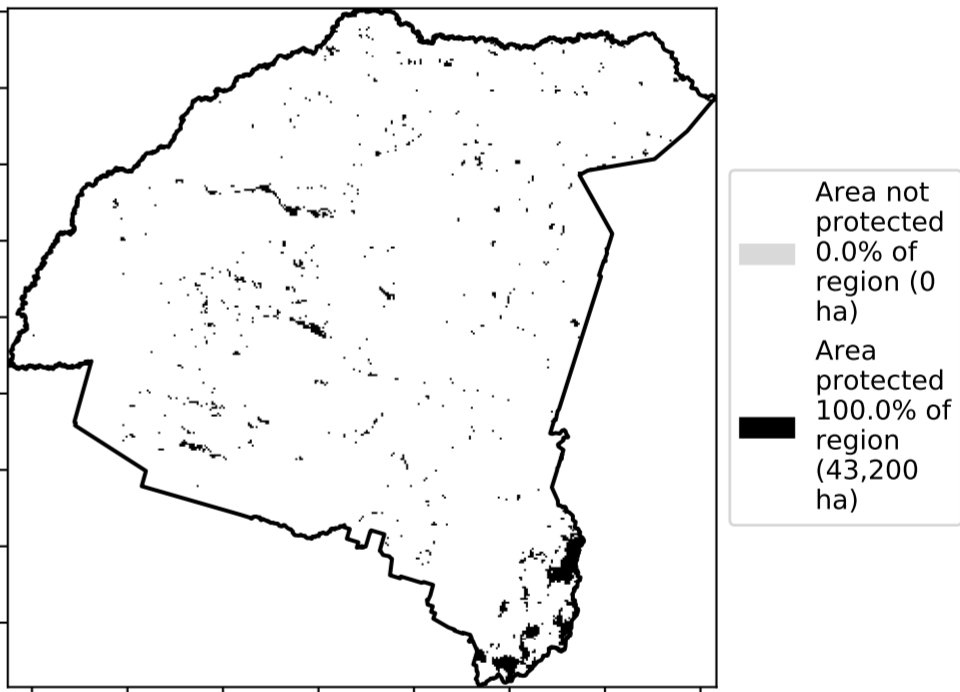 Area not
protected
0.0% of
region (0
ha)
Area
protected
100.0% of
region
(43,200
ha)